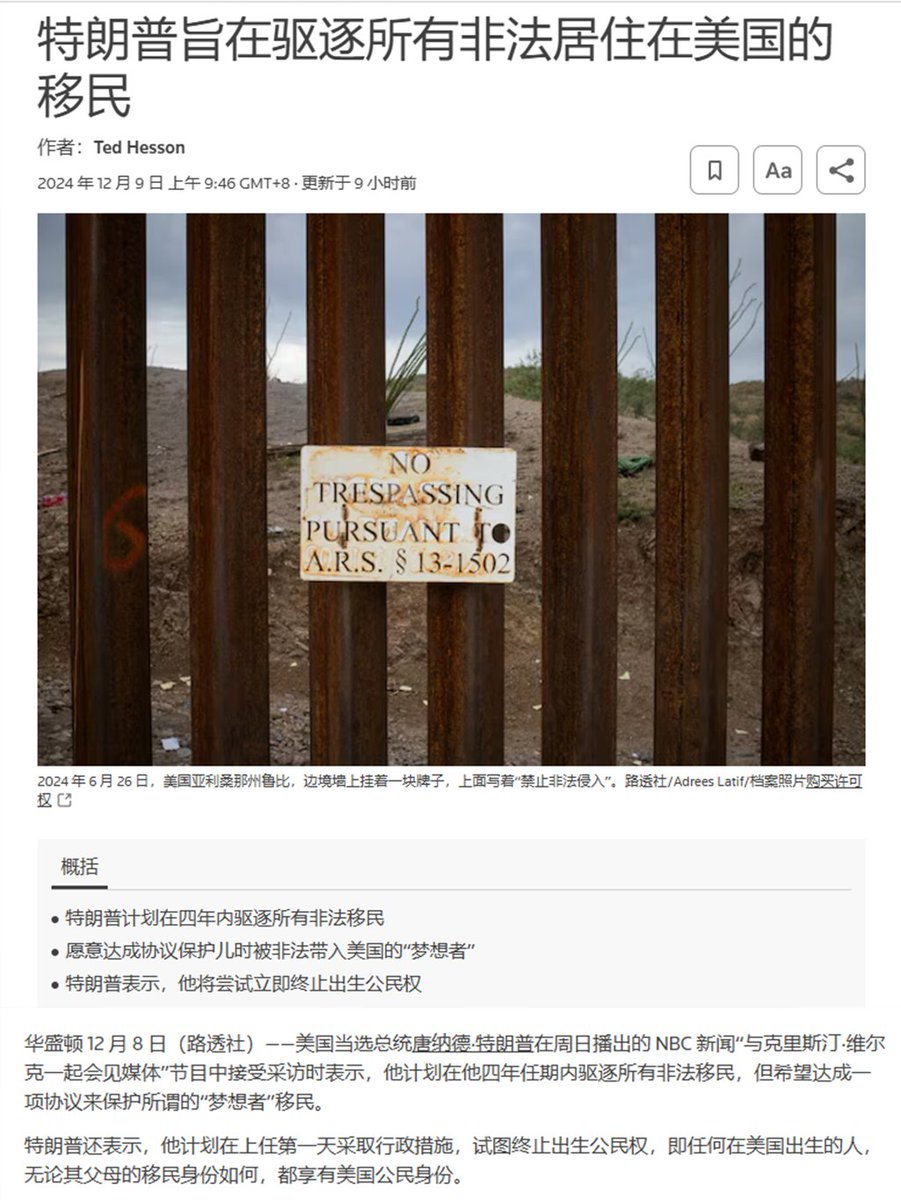 特朗普旨在驱逐所有非法居住在美国的
移民
作者：Ted Hesson
2024 年 12 月 9 日 上午 9:46 GMT+8 · 更新于 9 小时前
Aa
6
NO
TRESPASSING
PURSUANT TO
A.R.S. § 13-1502
2024 年 6 月 26 日，美国亚利桑那州鲁比，边境墙上挂着一块牌子，上面写着“禁止非法侵入”。路透社/Adrees Latif/档案照片购买许可
权
概括
• 特朗普计划在四年内驱逐所有非法移民
• 愿意达成协议保护儿时被非法带入美国的“梦想者”
• 特朗普表示，他将尝试立即终止出生公民权
华盛顿 12 月 8 日（路透社）——美国当选总统唐纳德·特朗普在周日播出的 NBC 新闻“与克里斯汀·维尔
克一起会见媒体”节目中接受采访时表示，他计划在他四年任期内驱逐所有非法移民，但希望达成一
项协议来保护所谓的“梦想者”移民。
特朗普还表示，他计划在上任第一天采取行政措施，试图终止出生公民权，即任何在美国出生的人，
无论其父母的移民身份如何，都享有美国公民身份。